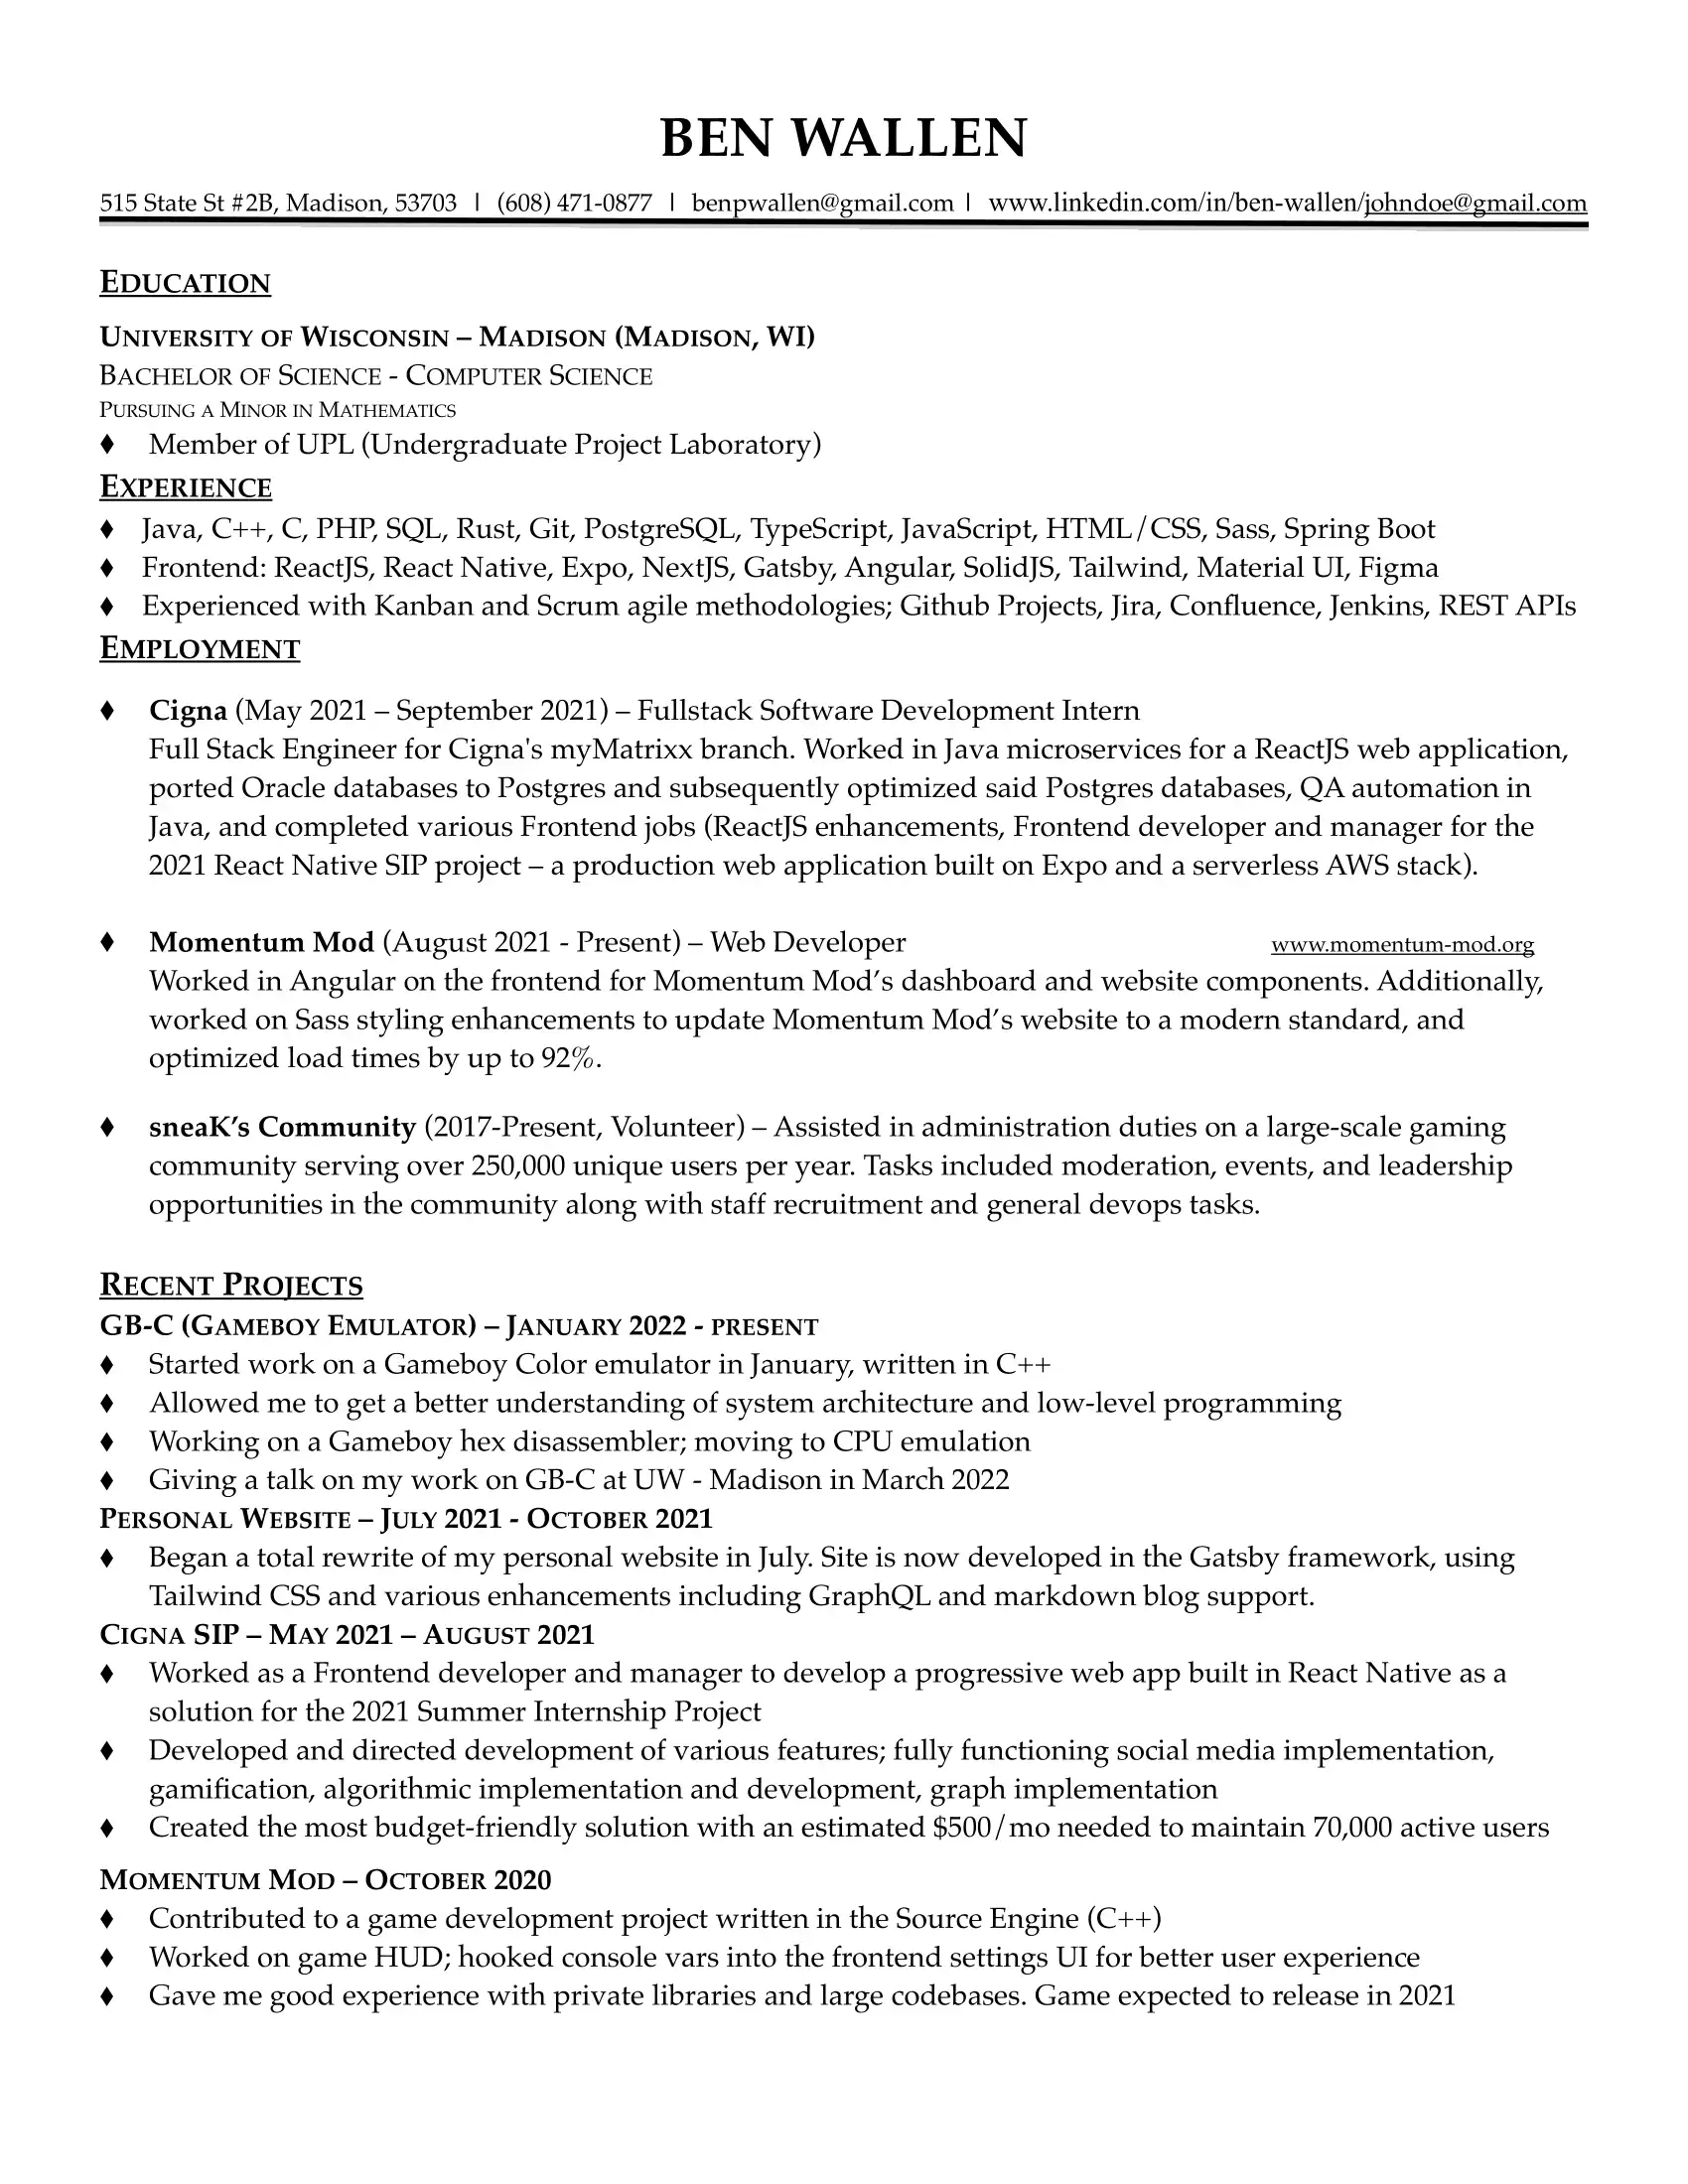 BEN WALLEN
515 State St #2B, Madison, 53703 | (608) 471-0877 | benpwallen@gmail.com | www.linkedin.com/in/ben-wallen/johndoe@gmail.com
EDUCATION
UNIVERSITY OF WISCONSIN – MADISON (MADISON, WI)
BACHELOR OF SCIENCE - COMPUTER SCIENCE
PURSUING A MINOR IN MATHEMATICS
♦ Member of UPL (Undergraduate Project Laboratory)
EXPERIENCE
♦ Java, C++, C, PHP, SQL, Rust, Git, PostgreSQL, TypeScript, JavaScript, HTML/CSS, Sass, Spring Boot
♦ Frontend: ReactJS, React Native, Expo, NextJS, Gatsby, Angular, SolidJS, Tailwind, Material UI, Figma
♦ Experienced with Kanban and Scrum agile methodologies; Github Projects, Jira, Confluence, Jenkins, REST APIs
EMPLOYMENT
♦ Cigna (May 2021 – September 2021) – Fullstack Software Development Intern
Full Stack Engineer for Cigna's myMatrixx branch. Worked in Java microservices for a ReactJS web application,
ported Oracle databases to Postgres and subsequently optimized said Postgres databases, QA automation in
Java, and completed various Frontend jobs (ReactJS enhancements, Frontend developer and manager for the
2021 React Native SIP project – a production web application built on Expo and a serverless AWS stack).
♦ Momentum Mod (August 2021 - Present) – Web Developer www.momentum-mod.org
Worked in Angular on the frontend for Momentum Mod’s dashboard and website components. Additionally,
worked on Sass styling enhancements to update Momentum Mod’s website to a modern standard, and
optimized load times by up to 92%.
♦ sneaK’s Community (2017-Present, Volunteer) – Assisted in administration duties on a large-scale gaming
community serving over 250,000 unique users per year. Tasks included moderation, events, and leadership
opportunities in the community along with staff recruitment and general devops tasks.
RECENT PROJECTS
GB-C (GAMEBOY EMULATOR) – JANUARY 2022 - PRESENT
♦ Started work on a Gameboy Color emulator in January, written in C++
♦ Allowed me to get a better understanding of system architecture and low-level programming
♦ Working on a Gameboy hex disassembler; moving to CPU emulation
♦ Giving a talk on my work on GB-C at UW - Madison in March 2022
PERSONAL WEBSITE – JULY 2021 - OCTOBER 2021
♦ Began a total rewrite of my personal website in July. Site is now developed in the Gatsby framework, using
Tailwind CSS and various enhancements including GraphQL and markdown blog support.
CIGNA SIP – MAY 2021 – AUGUST 2021
♦ Worked as a Frontend developer and manager to develop a progressive web app built in React Native as a
solution for the 2021 Summer Internship Project
♦ Developed and directed development of various features; fully functioning social media implementation,
gamification, algorithmic implementation and development, graph implementation
♦ Created the most budget-friendly solution with an estimated $500/mo needed to maintain 70,000 active users
MOMENTUM MOD – OCTOBER 2020
♦ Contributed to a game development project written in the Source Engine (C++)
♦ Worked on game HUD; hooked console vars into the frontend settings UI for better user experience
♦ Gave me good experience with private libraries and large codebases. Game expected to release in 2021